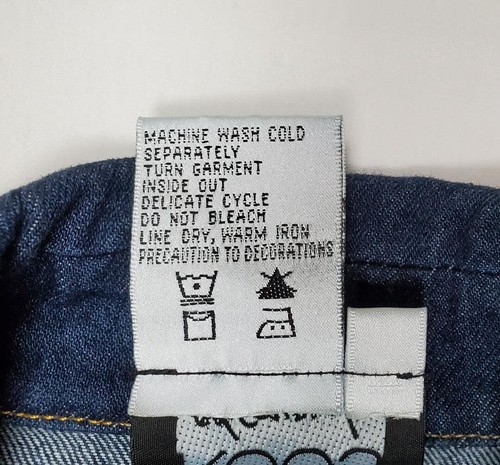 MACHINE WASH COLD
SEPARATELY
TURN GARMENT
INSIDE OUT
DELICATE CYCLE
DO NOT BLEACH
LINE DRY, WARM IRON
PRECAUTION TO DECORATIONS